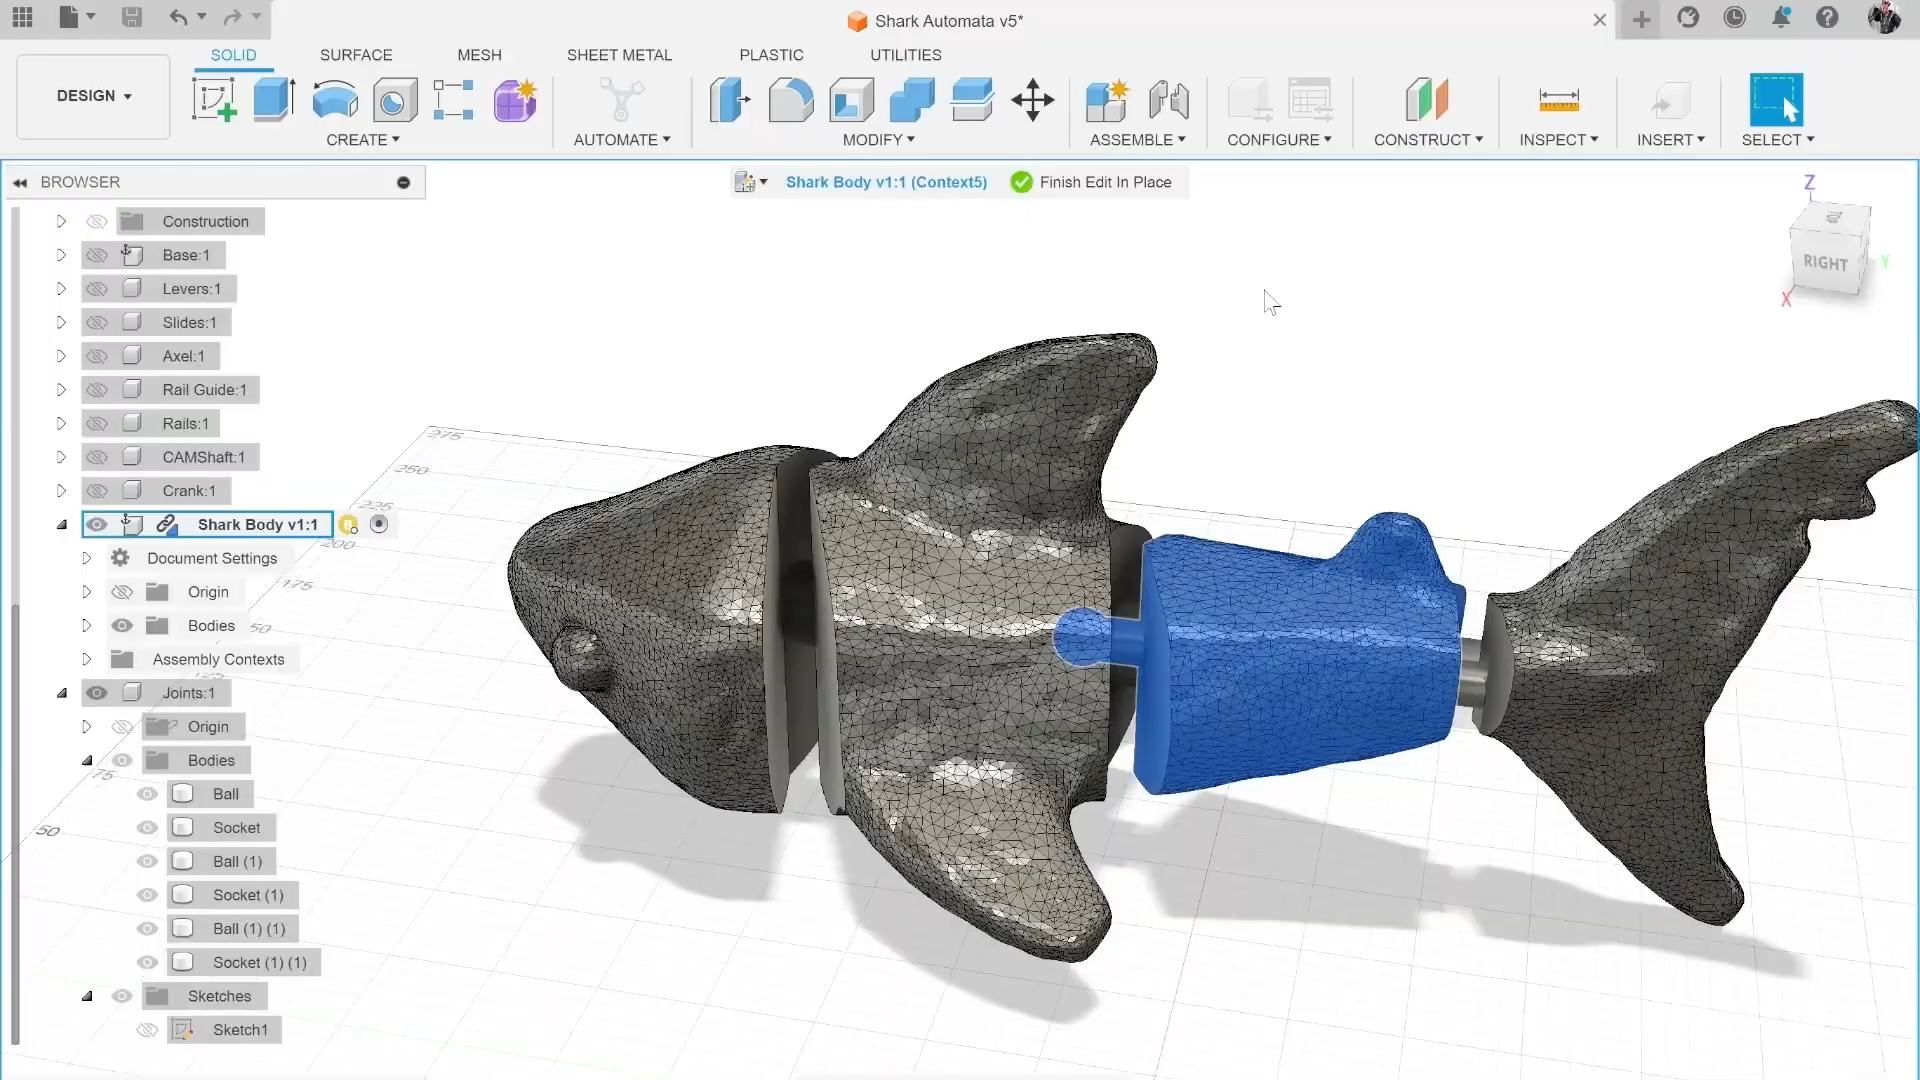 Shark Automata v5*
SOLID SURFACE MESH SHEET METAL PLASTIC UTILITIES
DESIGN
CREATE AUTOMATE MODIFY ASSEMBLE CONFIGURE CONSTRUCT INSPECT INSERT SELECT
BROWSER
Shark Body v1:1 (Context5) Finish Edit In Place
Z
TOP
RIGHT
Y
X
Construction
Base:1
Levers:1
Slides:1
Axel:1
Rail Guide:1
Rails:1
CAMShaft:1
Crank:1
Shark Body v1:1
Document Settings
Origin
Bodies
Assembly Contexts
Joints:1
Origin
Bodies
Ball
Socket
Ball (1)
Socket (1)
Ball (1) (1)
Socket (1) (1)
Sketches
Sketch1
275
250
225
200
175
50
125
75
50